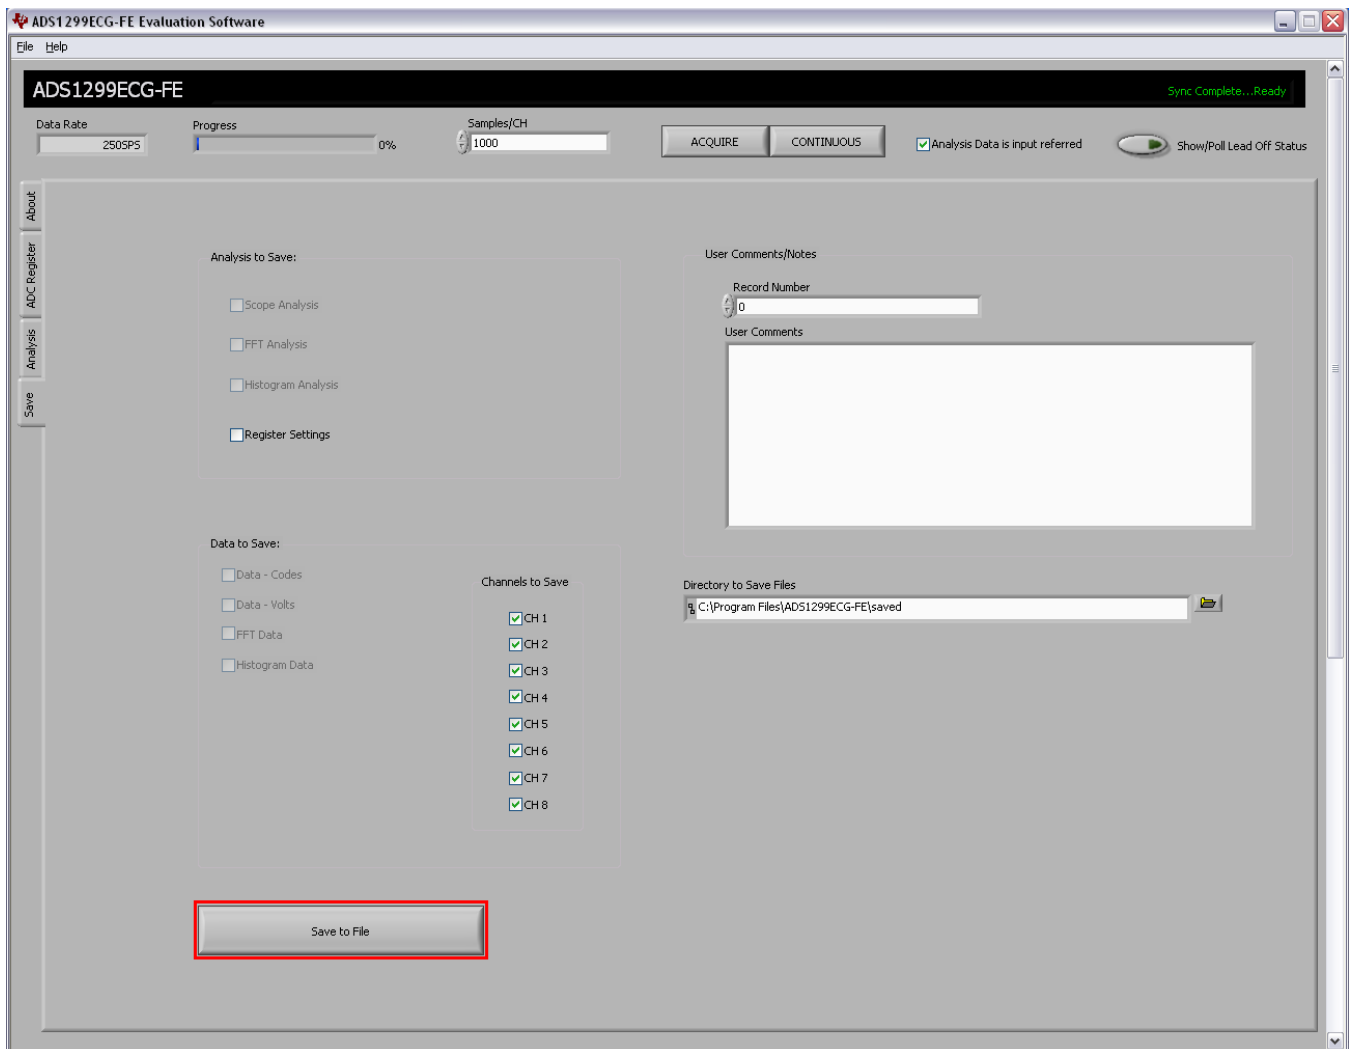 ADS1299ECG-FE Evaluation Software
File Help
ADS1299ECG-FE
Sync Complete...Ready
Data Rate
250SPS
Progress
0%
Samples/CH
1000
ACQUIRE
CONTINUOUS
Analysis Data is input referred
Show/Poll Lead Off Status
About
ADC Register
Analysis
Save
Analysis to Save:
Scope Analysis
FFT Analysis
Histogram Analysis
Register Settings
User Comments/Notes
Record Number
0
User Comments
Data to Save:
Data - Codes
Data - Volts
FFT Data
Histogram Data
Channels to Save
CH 1
CH 2
CH 3
CH 4
CH 5
CH 6
CH 7
CH 8
Directory to Save Files
C:\Program Files\ADS1299ECG-FE\saved
Save to File